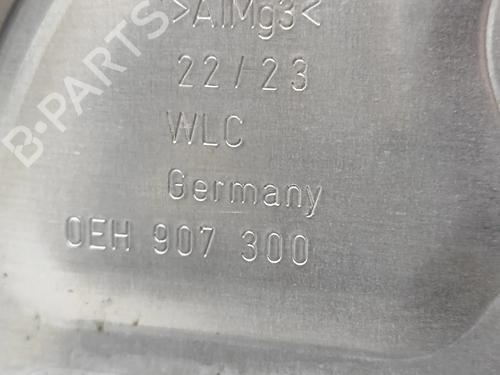 >AlMg3<
22/23
WLC
Germany
0EH 907 300
B-PARTS